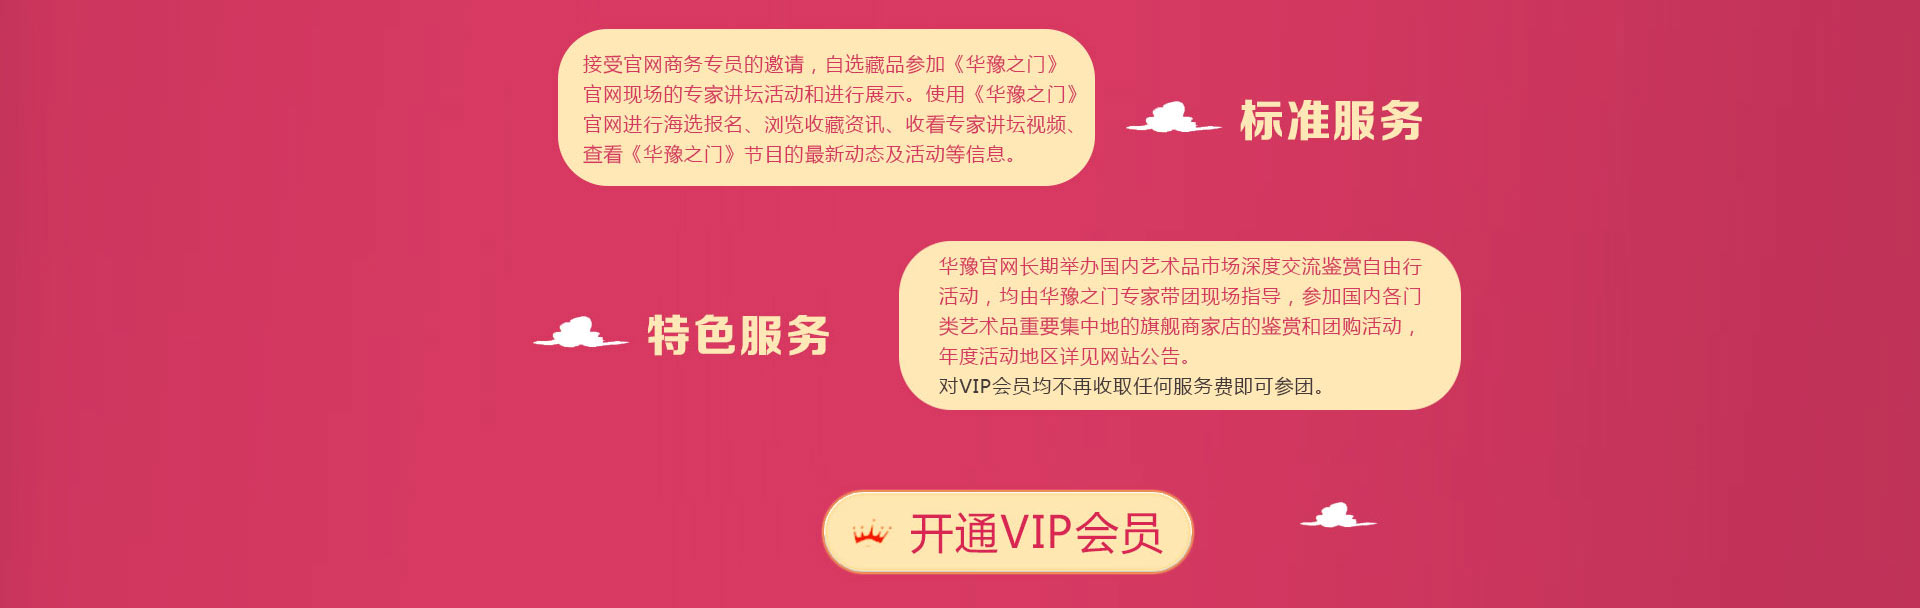 接受官网商务专员的邀请，自选藏品参加《华豫之门》
官网现场的专家讲坛活动和进行展示。使用《华豫之门》
官网进行海选报名、浏览收藏资讯、收看专家讲坛视频、
查看《华豫之门》节目的最新动态及活动等信息。
标准服务
特色服务
华豫官网长期举办国内艺术品市场深度交流鉴赏自由行
活动，均由华豫之门专家带团现场指导，参加国内各门
类艺术品重要集中地的旗舰商家店的鉴赏和团购活动，
年度活动地区详见网站公告。
对VIP会员均不再收取任何服务费即可参团。
开通VIP会员